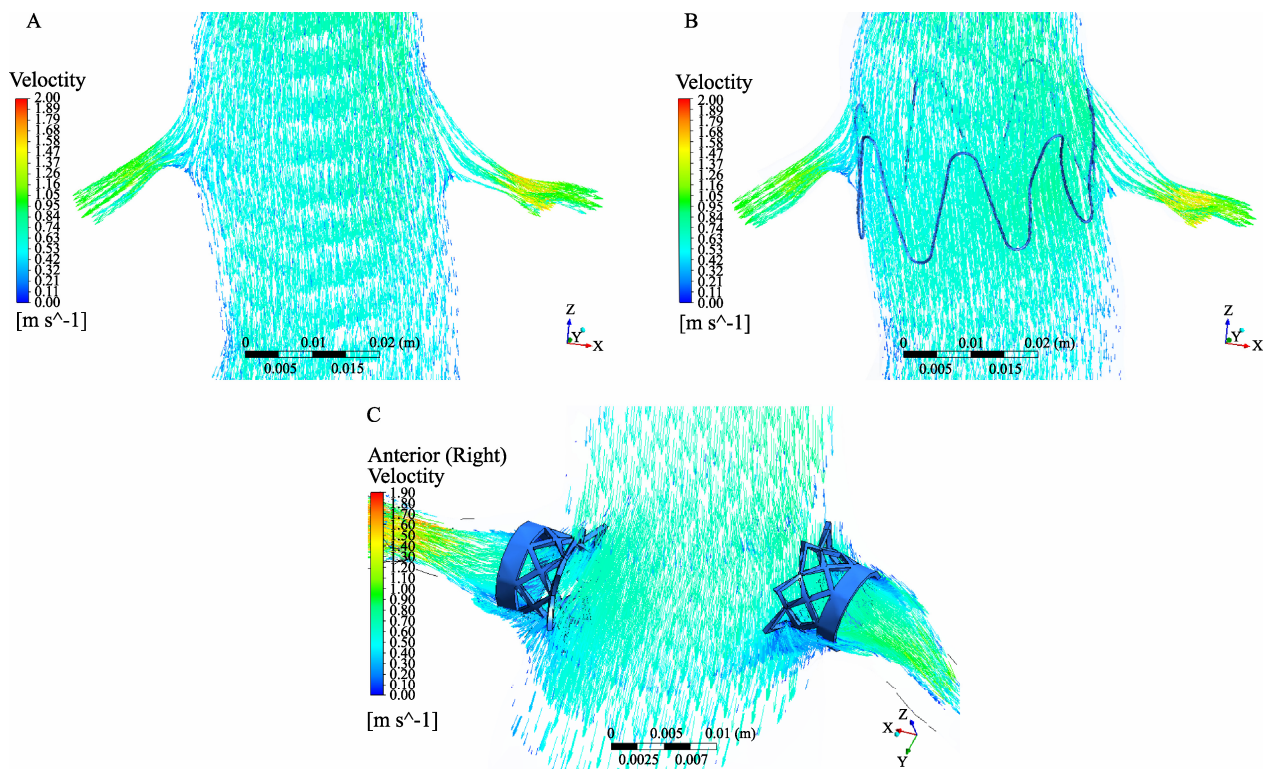 A
Veloctity
2.00
1.89
1.79
1.68
1.58
1.47
1.37
1.26
1.16
1.05
0.95
0.84
0.74
0.63
0.53
0.42
0.32
0.21
0.11
0.00
[m s^-1]
0 0.01 0.02 (m)
0.005 0.015
Z
Y
X
B
Veloctity
2.00
1.89
1.79
1.68
1.58
1.47
1.37
1.26
1.16
1.05
0.95
0.84
0.74
0.63
0.53
0.42
0.32
0.21
0.11
0.00
[m s^-1]
0 0.01 0.02 (m)
0.005 0.015
Z
Y
X
C
Anterior (Right)
Veloctity
1.90
1.80
1.70
1.60
1.50
1.40
1.30
1.20
1.10
1.00
0.90
0.80
0.70
0.60
0.50
0.40
0.30
0.20
0.10
0.00
[m s^-1]
0 0.005 0.01 (m)
0.0025 0.007
Z
X
Y